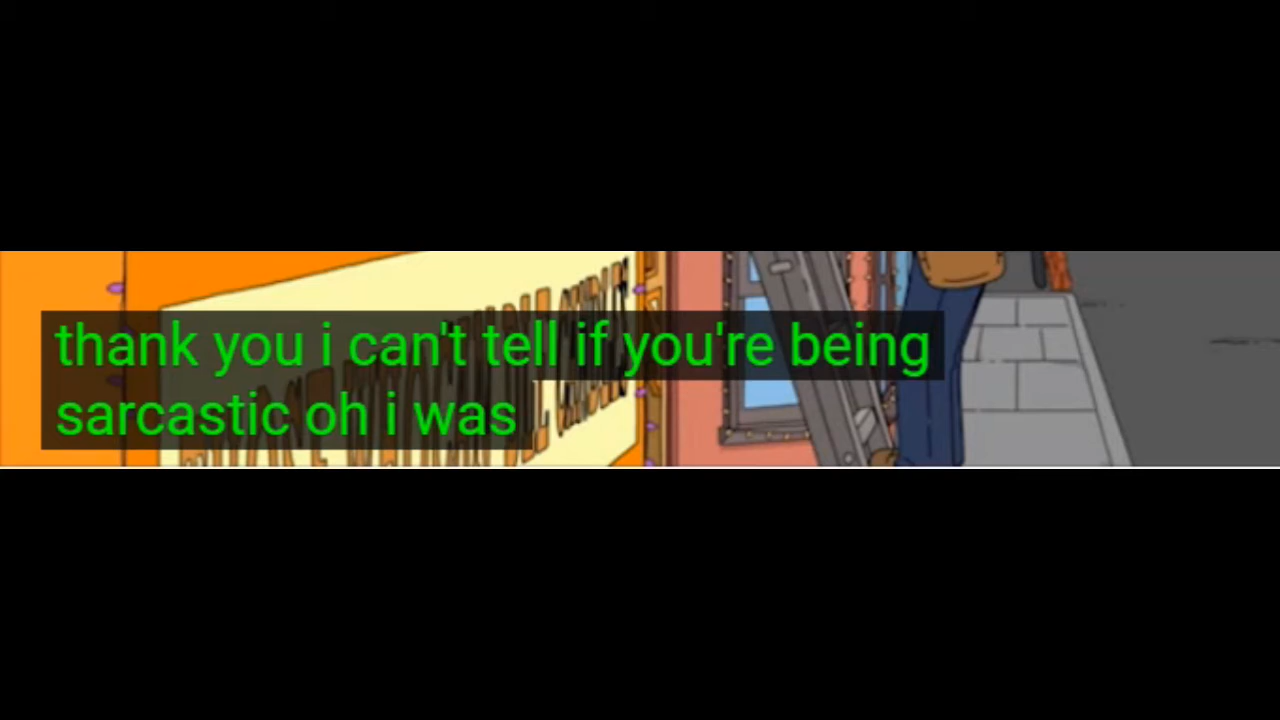 thank you i can't tell if you're being
sarcastic oh i was